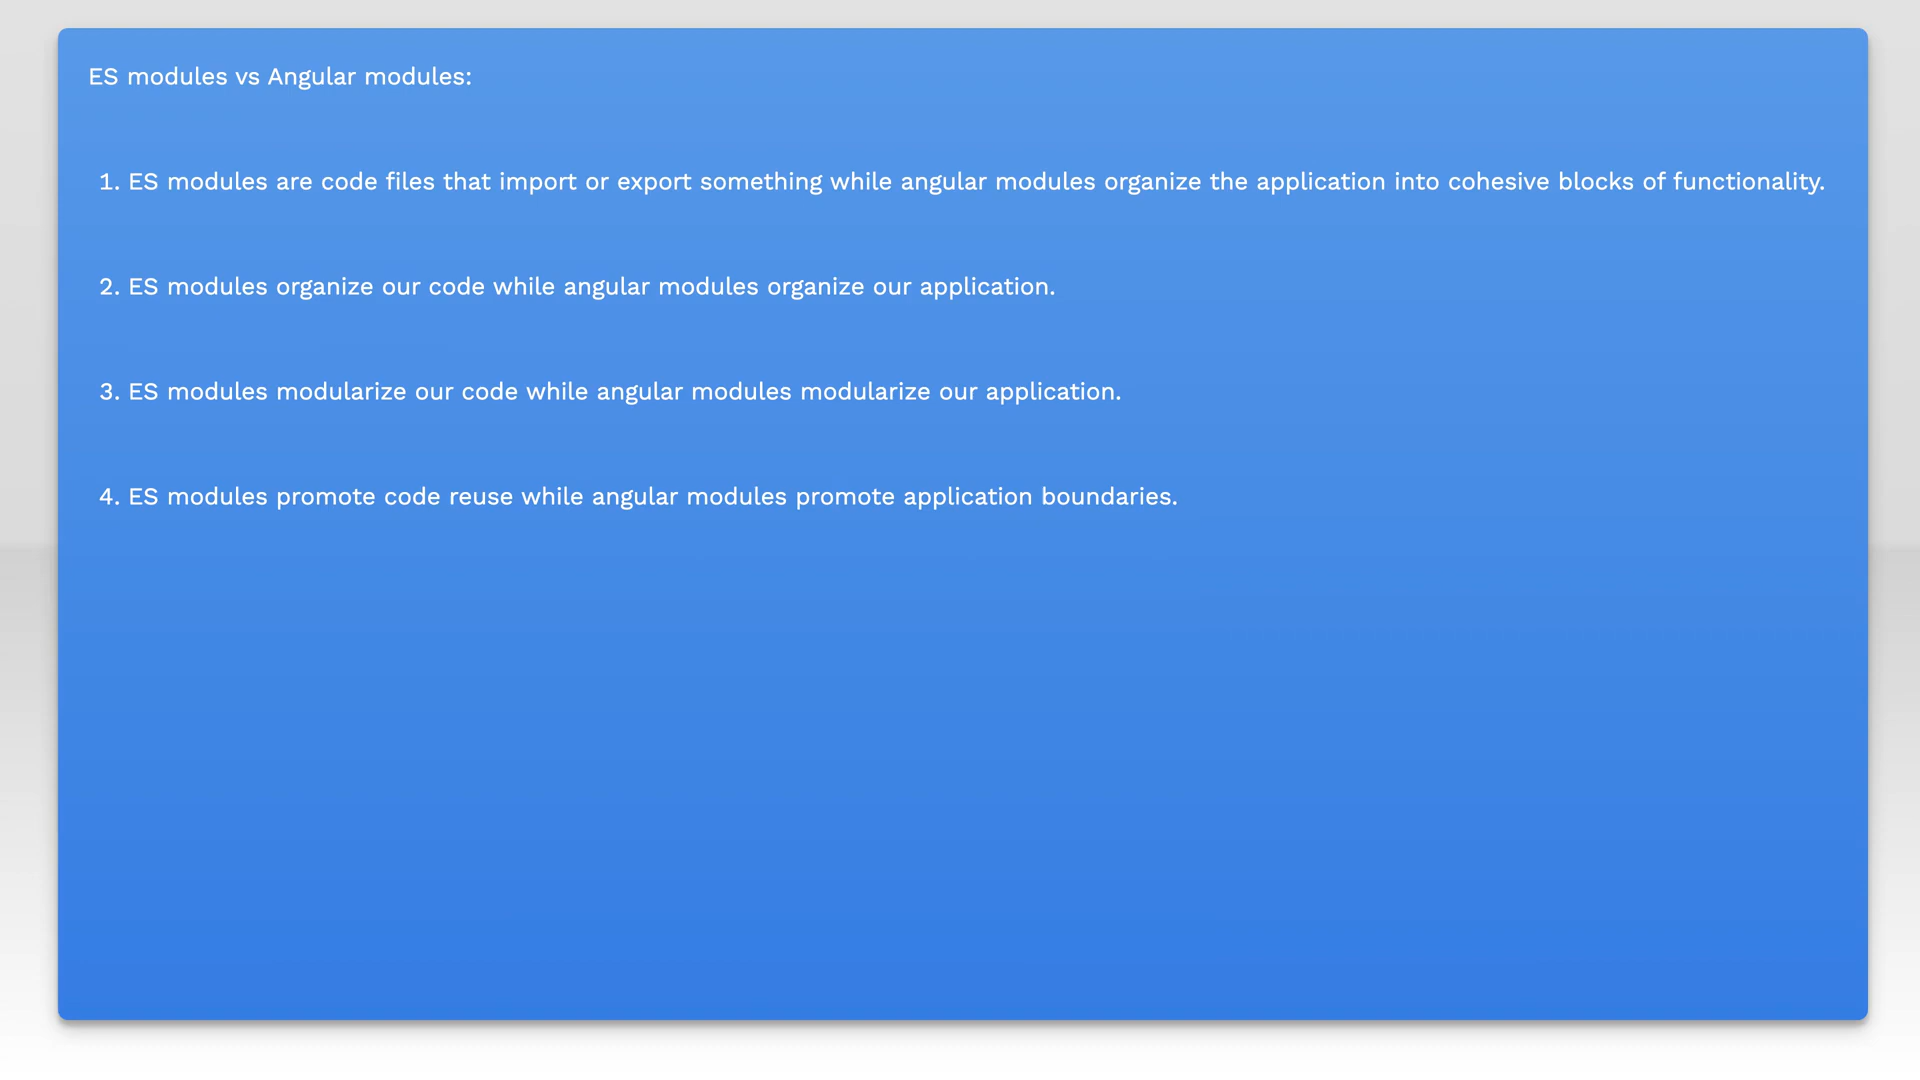 ES modules vs Angular modules:
1. ES modules are code files that import or export something while angular modules organize the application into cohesive blocks of functionality.
2. ES modules organize our code while angular modules organize our application.
3. ES modules modularize our code while angular modules modularize our application.
4. ES modules promote code reuse while angular modules promote application boundaries.